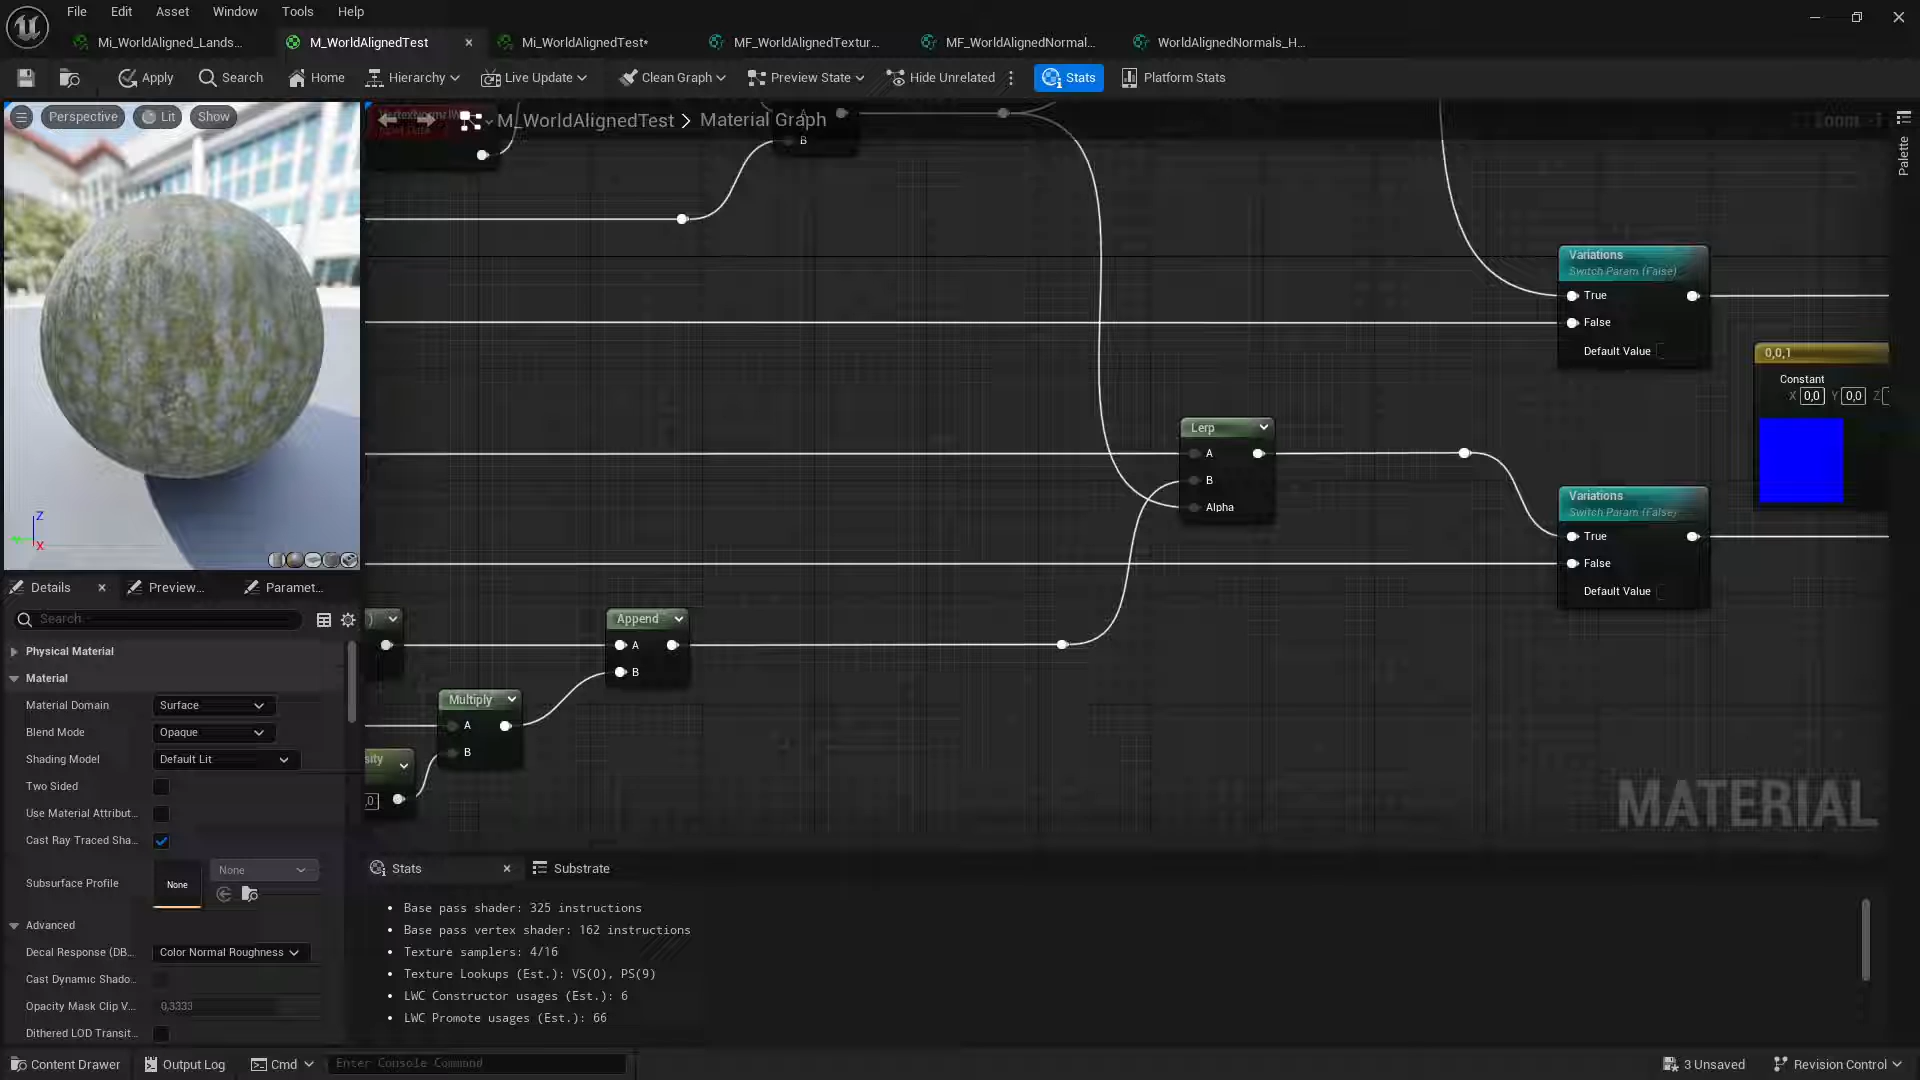 File Edit Asset Window Tools Help
Mi_WorldAligned_Lands... M_WorldAlignedTest Mi_WorldAlignedTest* MF_WorldAlignedTextur... MF_WorldAlignedNormal... WorldAlignedNormals_H...
Apply Search Home Hierarchy Live Update Clean Graph Preview State Hide Unrelated Stats Platform Stats
Perspective Lit Show
M_WorldAlignedTest > Material Graph
Palette
A
B
Variations
Switch Param (False)
True
False
Default Value
0,0,1
Constant
X 0,0 Y 0,0 Z
Lerp
A
B
Alpha
Variations
Switch Param (False)
True
False
Default Value
Append
A
B
Multiply
A
B
sity
,0
MATERIAL
Z
X
Details Preview... Paramet...
Search
Physical Material
Material
Material Domain Surface
Blend Mode Opaque
Shading Model Default Lit
Two Sided
Use Material Attribut...
Cast Ray Traced Sha...
Subsurface Profile None None
Advanced
Decal Response (DB... Color Normal Roughness
Cast Dynamic Shado...
Opacity Mask Clip V... 0,3333
Dithered LOD Transit...
Stats Substrate
• Base pass shader: 325 instructions
• Base pass vertex shader: 162 instructions
• Texture samplers: 4/16
• Texture Lookups (Est.): VS(0), PS(9)
• LWC Constructor usages (Est.): 6
• LWC Promote usages (Est.): 66
Content Drawer Output Log Cmd Enter Console Command 3 Unsaved Revision Control